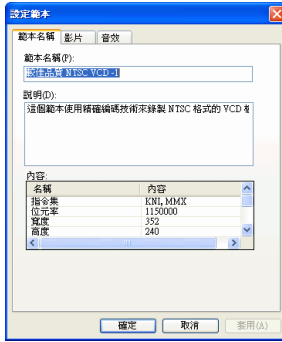 設定範本
範本名稱 影片 音效
範本名稱(P):
較佳品質 NTSC VCD -1
說明(D):
這個範本使用精確編碼技術來錄製 NTSC 格式的 VCD 複
內容:
名稱 內容
指令集 KNI, MMX
位元率 1150000
寬度 352
高度 240
確定 取消 套用(A)